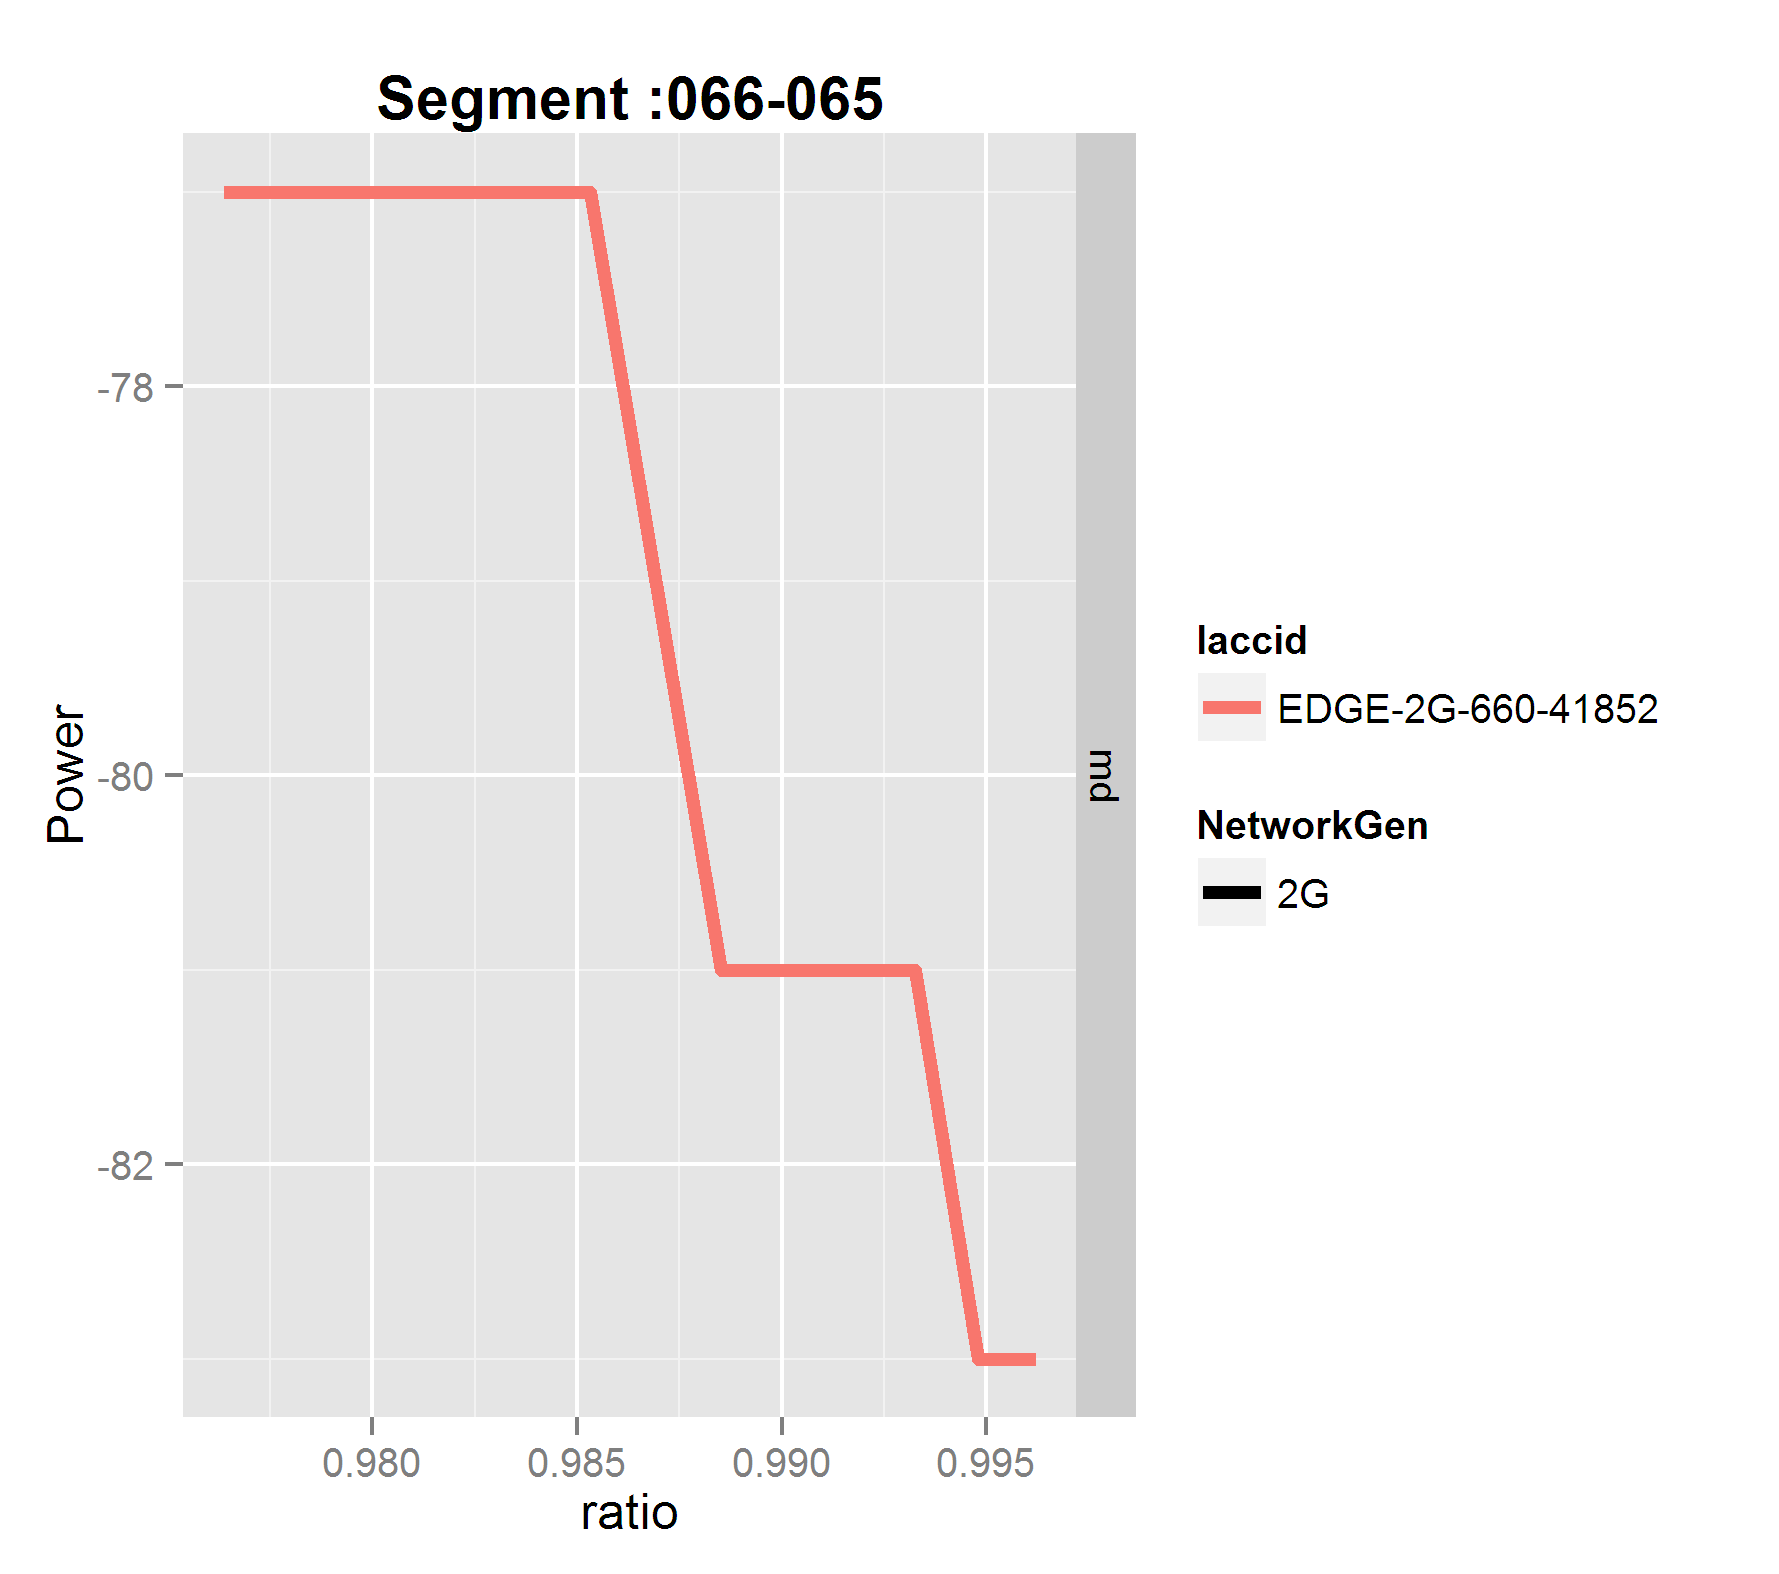 Segment :066-065
-78
-80
-82
Power
md
0.980
0.985
0.990
0.995
ratio
laccid
EDGE-2G-660-41852
NetworkGen
2G